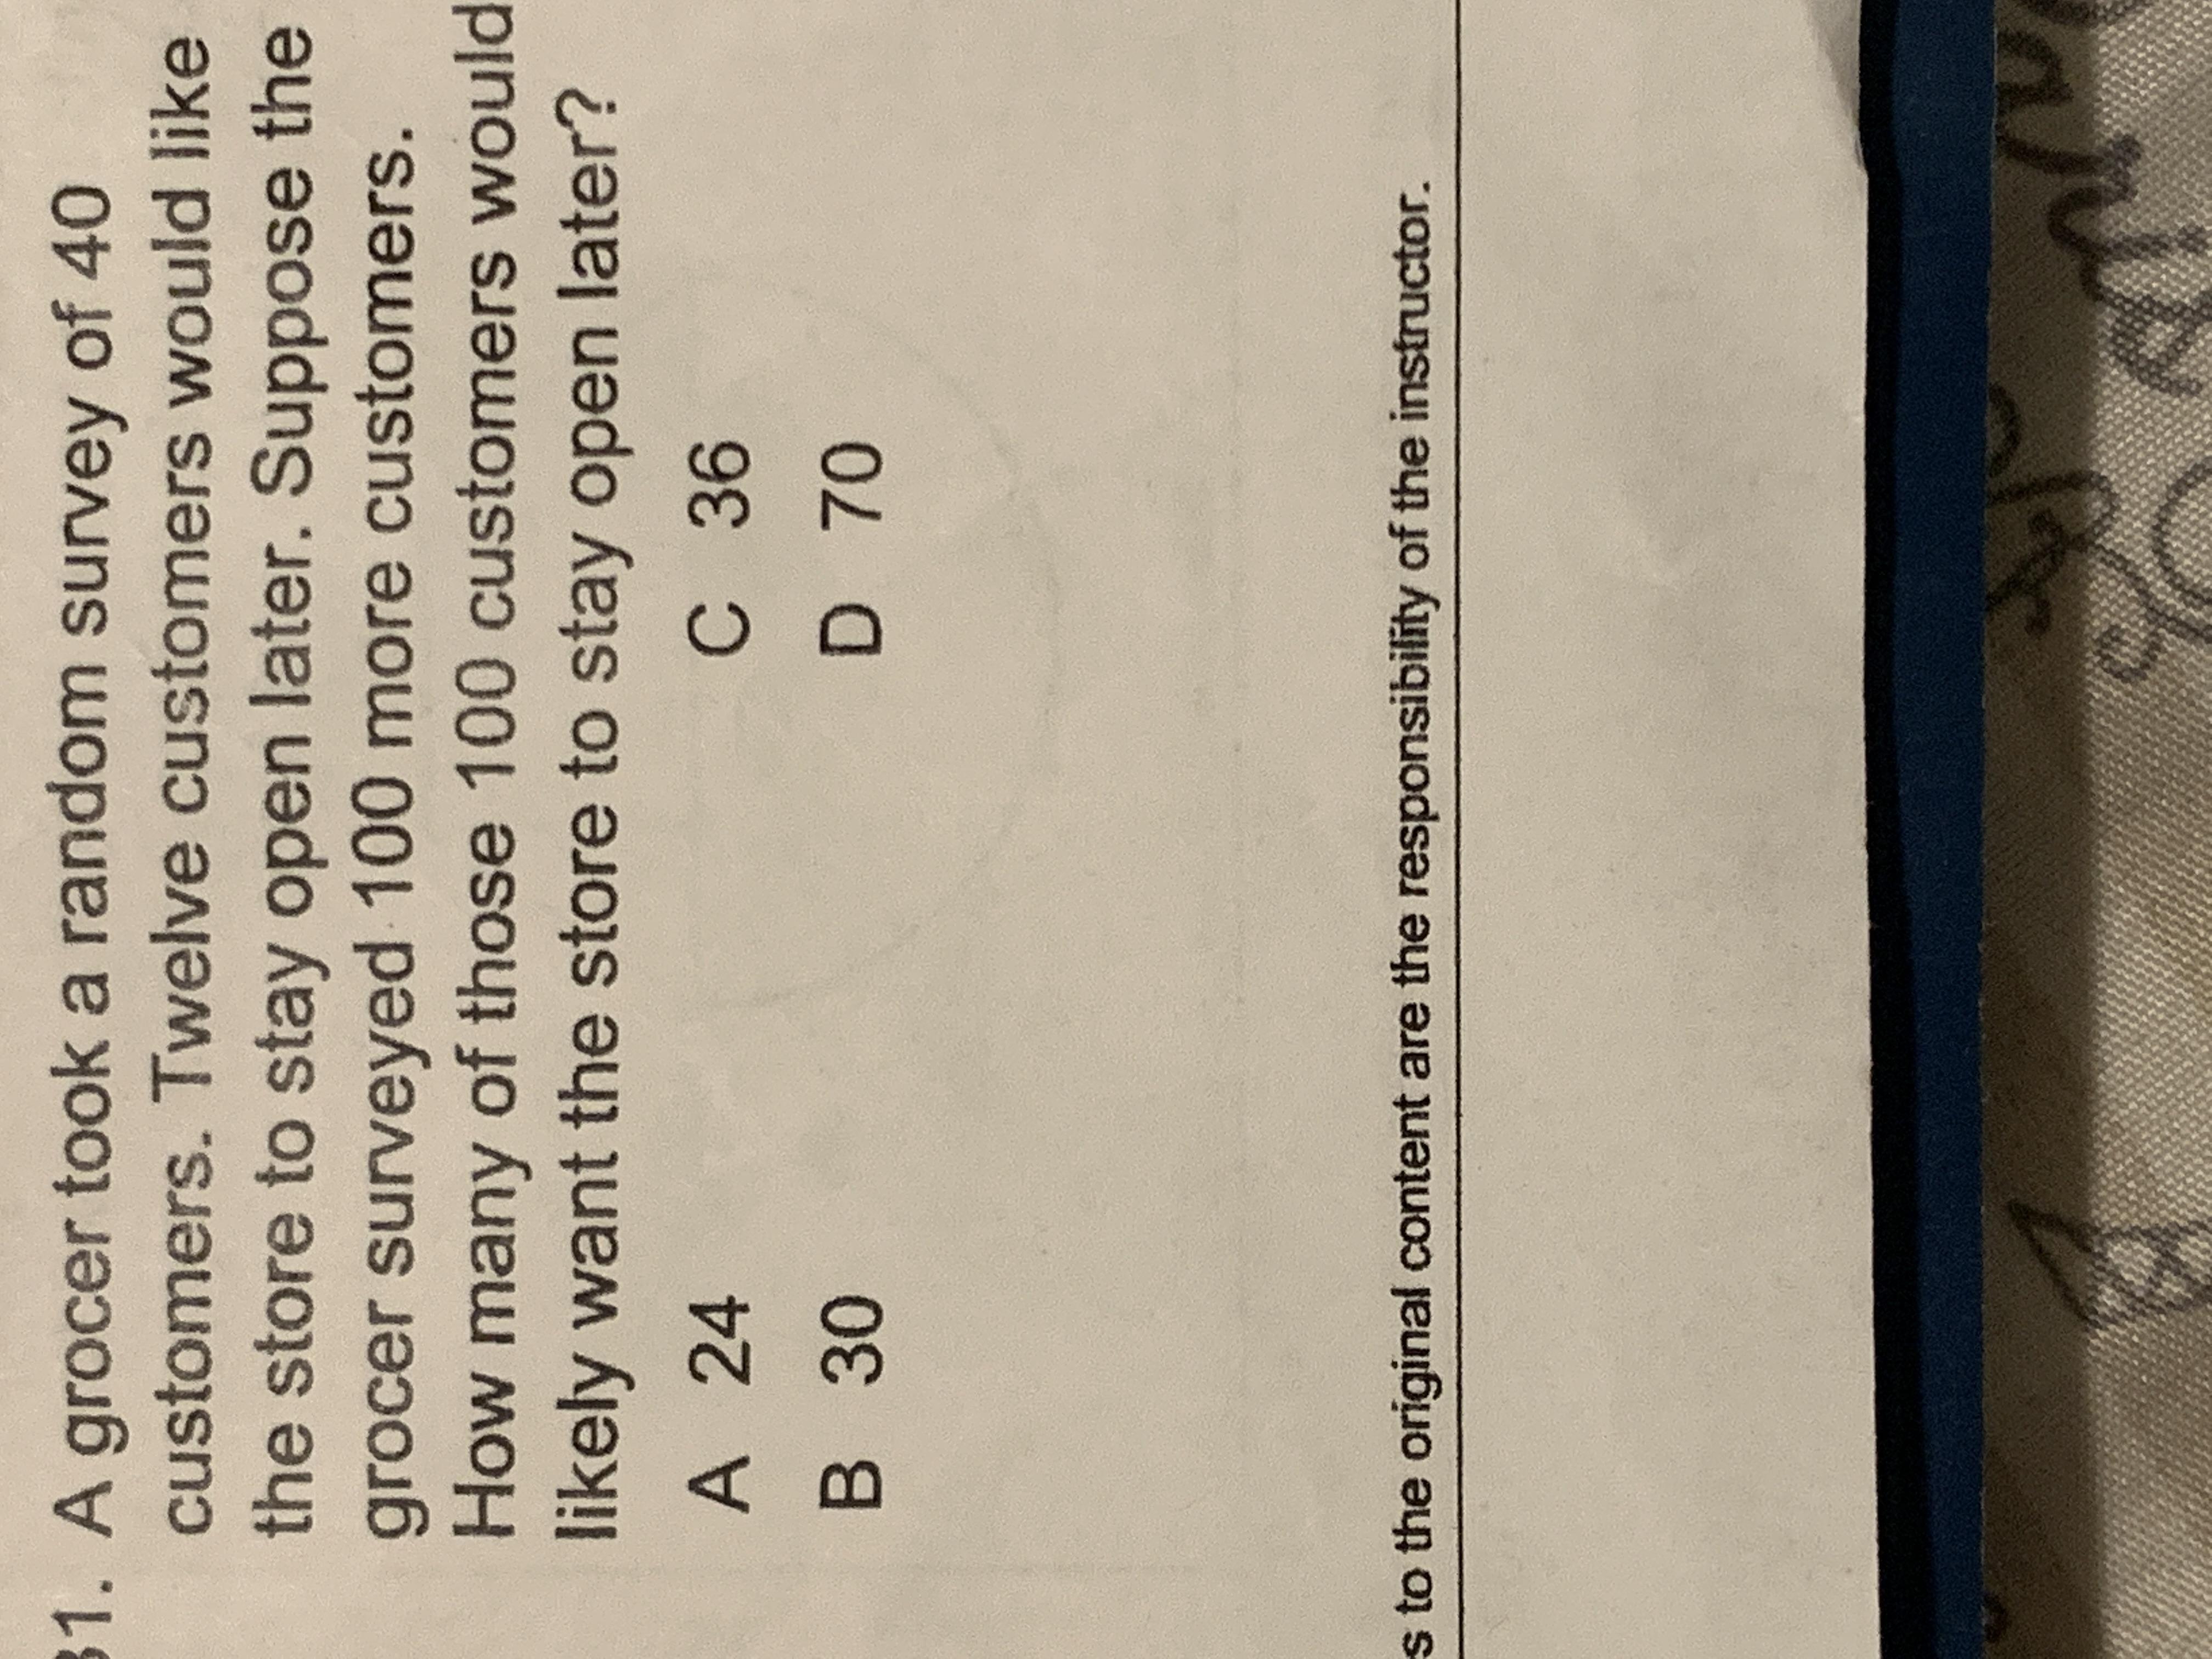 31. A grocer took a random survey of 40
customers. Twelve customers would like
the store to stay open later. Suppose the
grocer surveyed 100 more customers.
How many of those 100 customers would
likely want the store to stay open later?
A 24 C 36
B 30 D 70
s to the original content are the responsibility of the instructor.